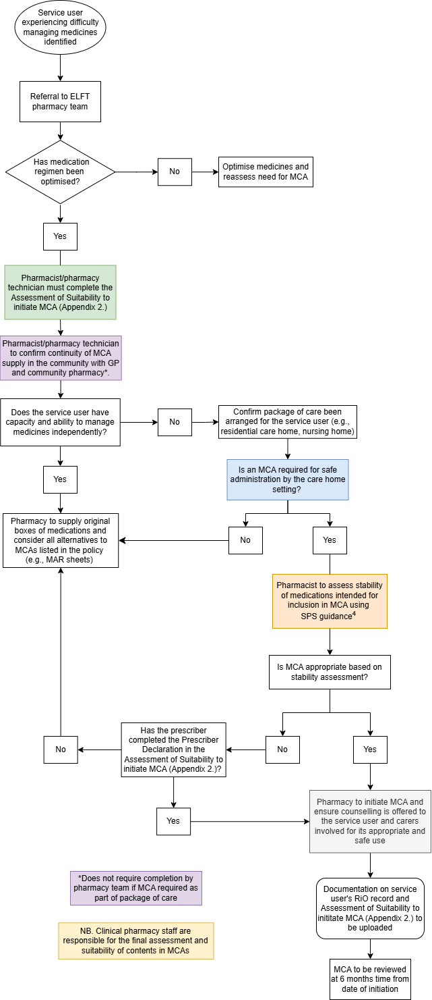 Service user
experiencing difficulty
managing medicines
identified
Referral to ELFT
pharmacy team
Has medication
regimen been
optimised?
No
Optimise medicines and
reassess need for MCA
Yes
Pharmacist/pharmacy
technician must complete the
Assessment of Suitability to
initiate MCA (Appendix 2.)
Pharmacist/pharmacy technician
to confirm continuity of MCA
supply in the community with GP
and community pharmacy*.
Does the service user have
capacity and ability to manage
medicines independently?
No
Confirm package of care been
arranged for the service user (e.g.,
residential care home, nursing home)
Yes
Is an MCA required for safe
administration by the care home
setting?
Pharmacy to supply original
boxes of medications and
consider all alternatives to
MCAs listed in the policy
(e.g., MAR sheets)
No
Yes
Pharmacist to assess stability
of medications intended for
inclusion in MCA using
SPS guidance⁴
Is MCA appropriate based on
stability assessment?
No
Has the prescriber
completed the Prescriber
Declaration in the
Assessment of Suitability to
initiate MCA (Appendix 2.)?
No
Yes
Yes
Pharmacy to initiate MCA and
ensure counselling is offered to
the service user and carers
involved for its appropriate and
safe use
*Does not require completion by
pharmacy team if MCA required as
part of package of care
Documentation on service
user's RiO record and
Assessment of Suitability to
inititate MCA (Appendix 2.) to
be uploaded
NB. Clinical pharmacy staff are
responsible for the final assessment and
suitability of contents in MCAs
MCA to be reviewed
at 6 months time from
date of initiation